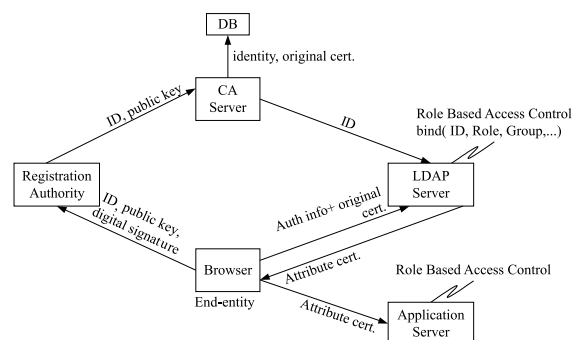 DB
identity, original cert.
ID, public key
CA
Server
ID
Role Based Access Control
bind( ID, Role, Group,...)
Registration
Authority
LDAP
Server
ID, public key,
digital signature
Auth info+ original
cert.
Browser
End-entity
Attribute cert.
Attribute cert.
Role Based Access Control
Application
Server